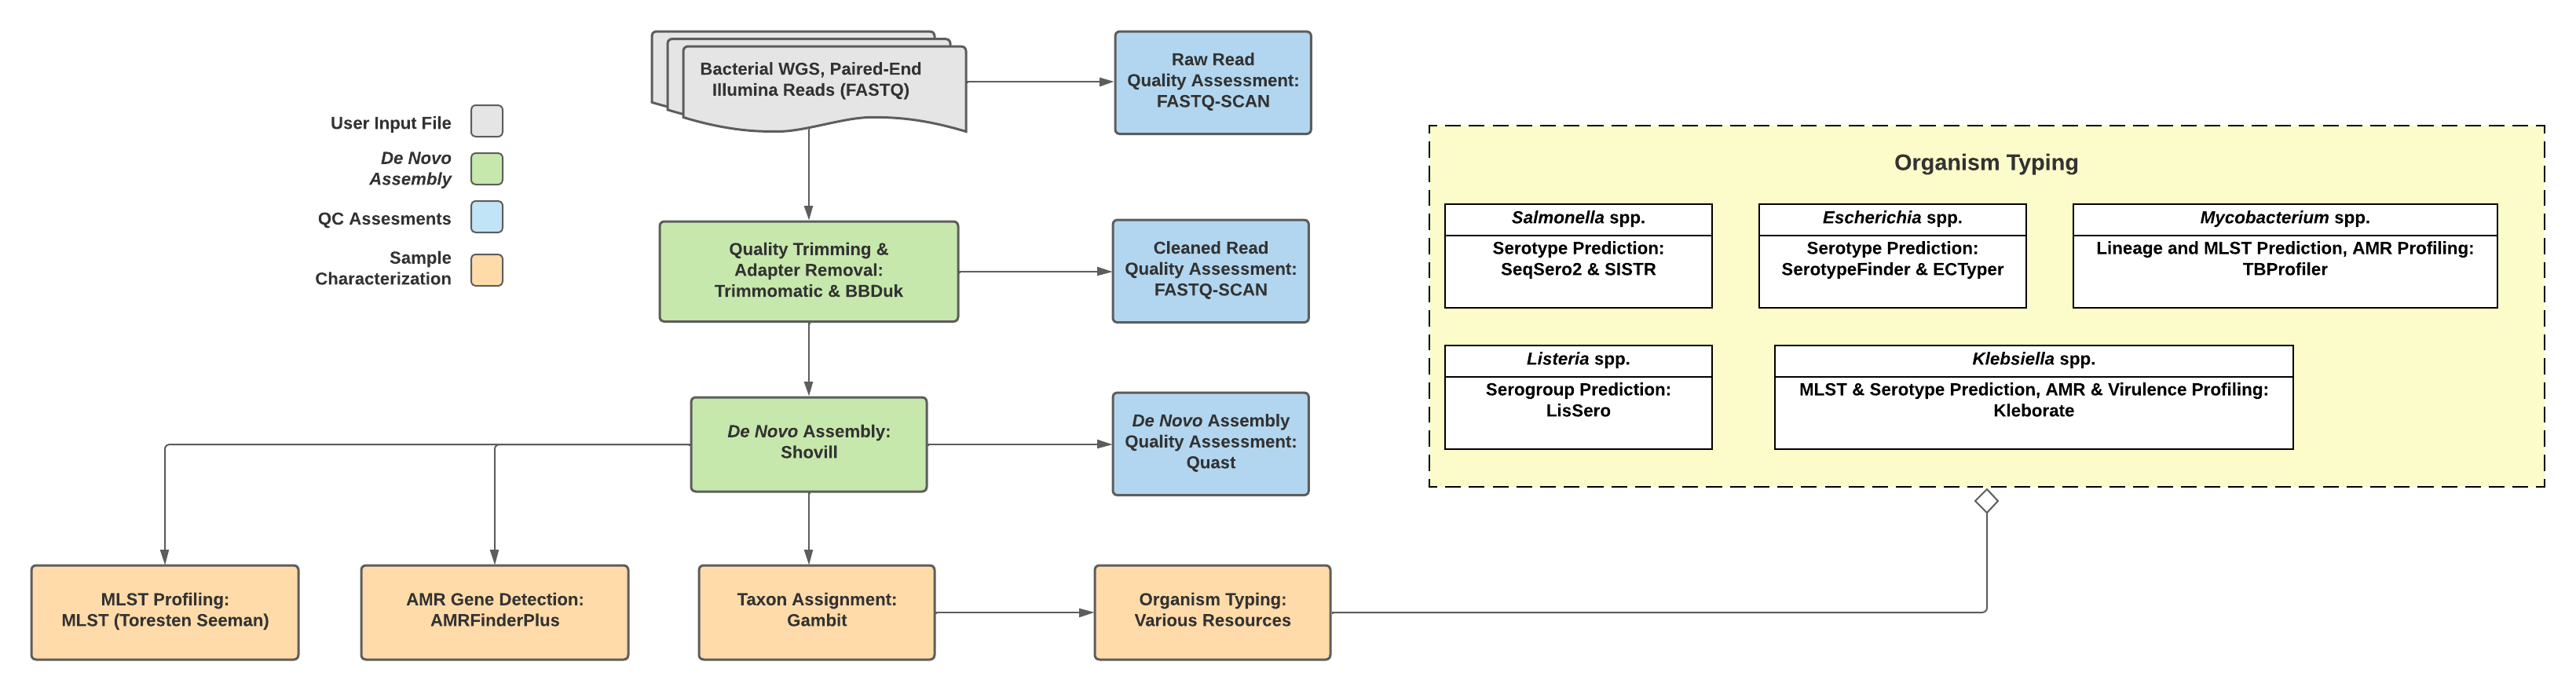 User Input File
De Novo
Assembly
QC Assesments
Sample
Characterization
Bacterial WGS, Paired-End
Illumina Reads (FASTQ)
Raw Read
Quality Assessment:
FASTQ-SCAN
Quality Trimming &
Adapter Removal:
Trimmomatic & BBDuk
Cleaned Read
Quality Assessment:
FASTQ-SCAN
De Novo Assembly:
Shovill
De Novo Assembly
Quality Assessment:
Quast
MLST Profiling:
MLST (Toresten Seeman)
AMR Gene Detection:
AMRFinderPlus
Taxon Assignment:
Gambit
Organism Typing:
Various Resources
Organism Typing
Salmonella spp.
Serotype Prediction:
SeqSero2 & SISTR
Escherichia spp.
Serotype Prediction:
SerotypeFinder & ECTyper
Mycobacterium spp.
Lineage and MLST Prediction, AMR Profiling:
TBProfiler
Listeria spp.
Serogroup Prediction:
LisSero
Klebsiella spp.
MLST & Serotype Prediction, AMR & Virulence Profiling:
Kleborate